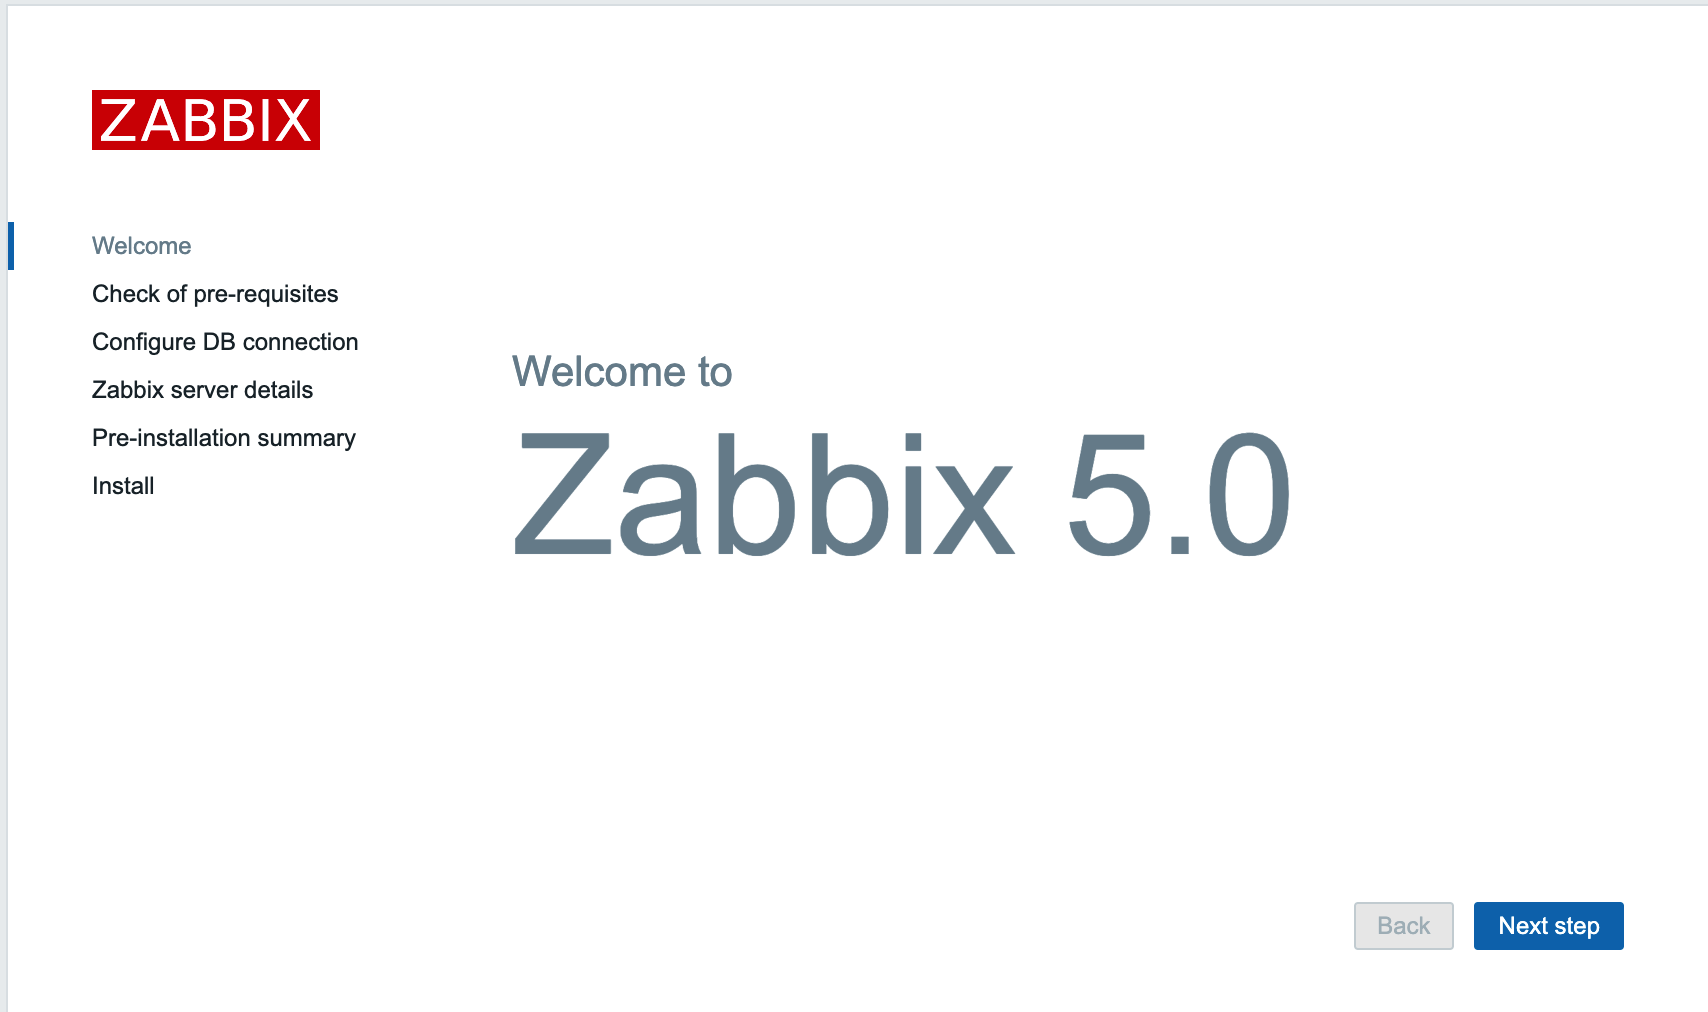 ZABBIX
Welcome
Check of pre-requisites
Configure DB connection
Zabbix server details
Pre-installation summary
Install
Welcome to
Zabbix 5.0
Back
Next step